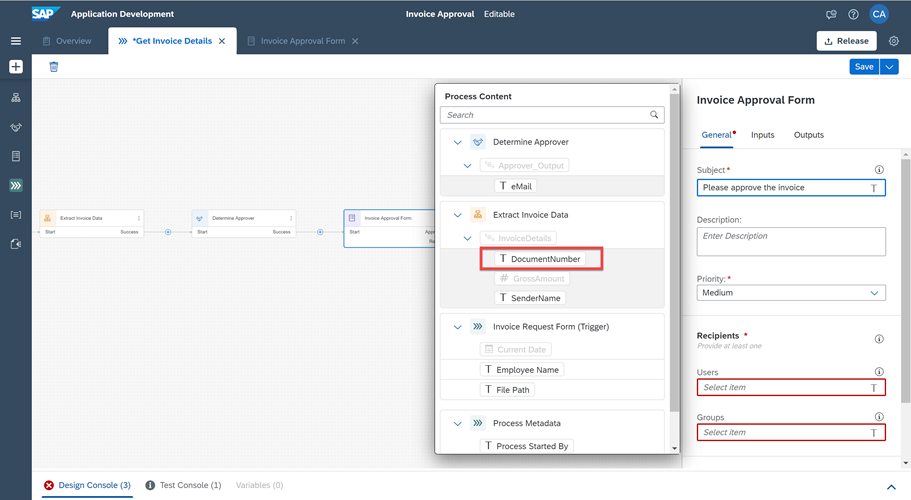 SAP Application Development Invoice Approval Editable CA
Overview *Get Invoice Details Invoice Approval Form Release
Save
Process Content
Search
Determine Approver
Approver_Output
T eMail
Extract Invoice Data
InvoiceDetails
T DocumentNumber
# GrossAmount
T SenderName
Invoice Request Form (Trigger)
Current Date
T Employee Name
T File Path
Process Metadata
T Process Started By
Extract Invoice Data
Start Success
Determine Approver
Start Success
Invoice Approval Form
Start
Invoice Approval Form
General* Inputs Outputs
Subject*
Please approve the invoice T
Description:
Enter Description
Priority:*
Medium
Recipients *
Provide at least one
Users
Select item T
Groups
Select item T
Design Console (3) Test Console (1) Variables (0)